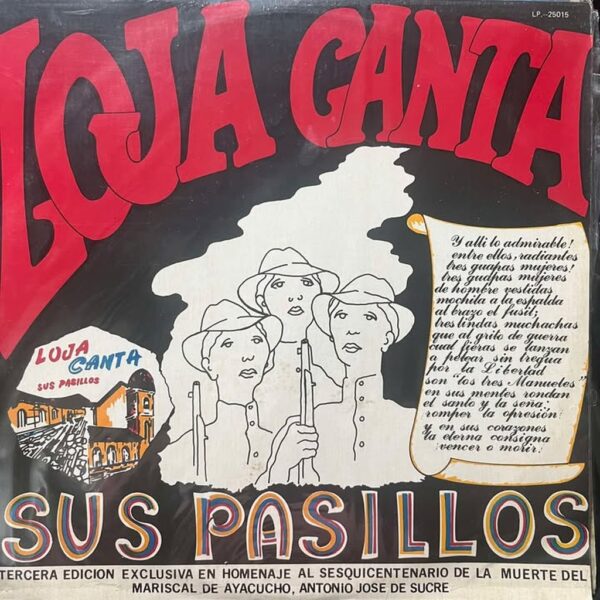 LP.-25015
LOJA CANTA
Y alli lo admirable!
entre ellos, radiantes
tres guapas mujeres!
tres guapas mujeres
de hombre vestidas
mochila a la espalda
al brazo el fusil;
tres lindas muchachas
que al grito de guerra
cual fieras se lanzan
a pelear sin tregua
por la Libertad
son "los tres Manueles"
en sus mentes rondan
el santo y la seña;
romper la opresión
y en sus corazones
la eterna consigna
¡vencer o morir!
LOJA
CANTA
SUS PASILLOS
SUS PASILLOS
TERCERA EDICION EXCLUSIVA EN HOMENAJE AL SESQUICENTENARIO DE LA MUERTE DEL
MARISCAL DE AYACUCHO, ANTONIO JOSE DE SUCRE